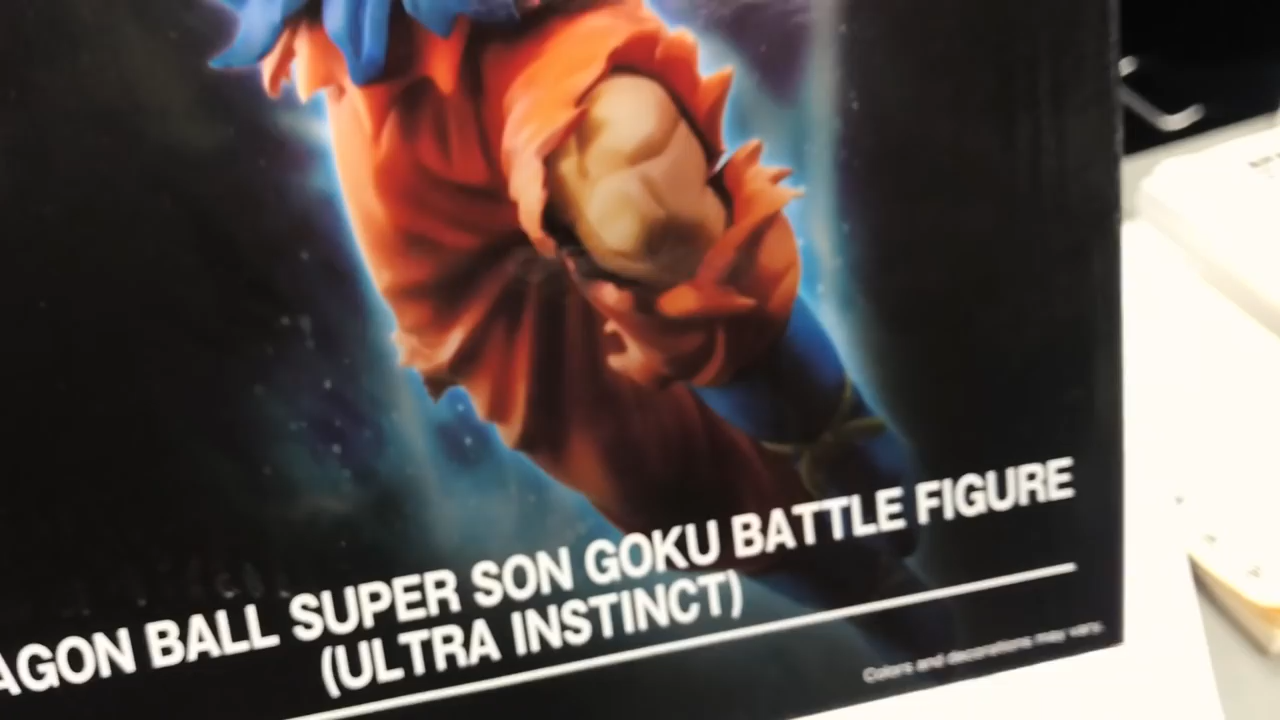 AGON BALL SUPER SON GOKU BATTLE FIGURE
(ULTRA INSTINCT)
Colors and decorations may vary.